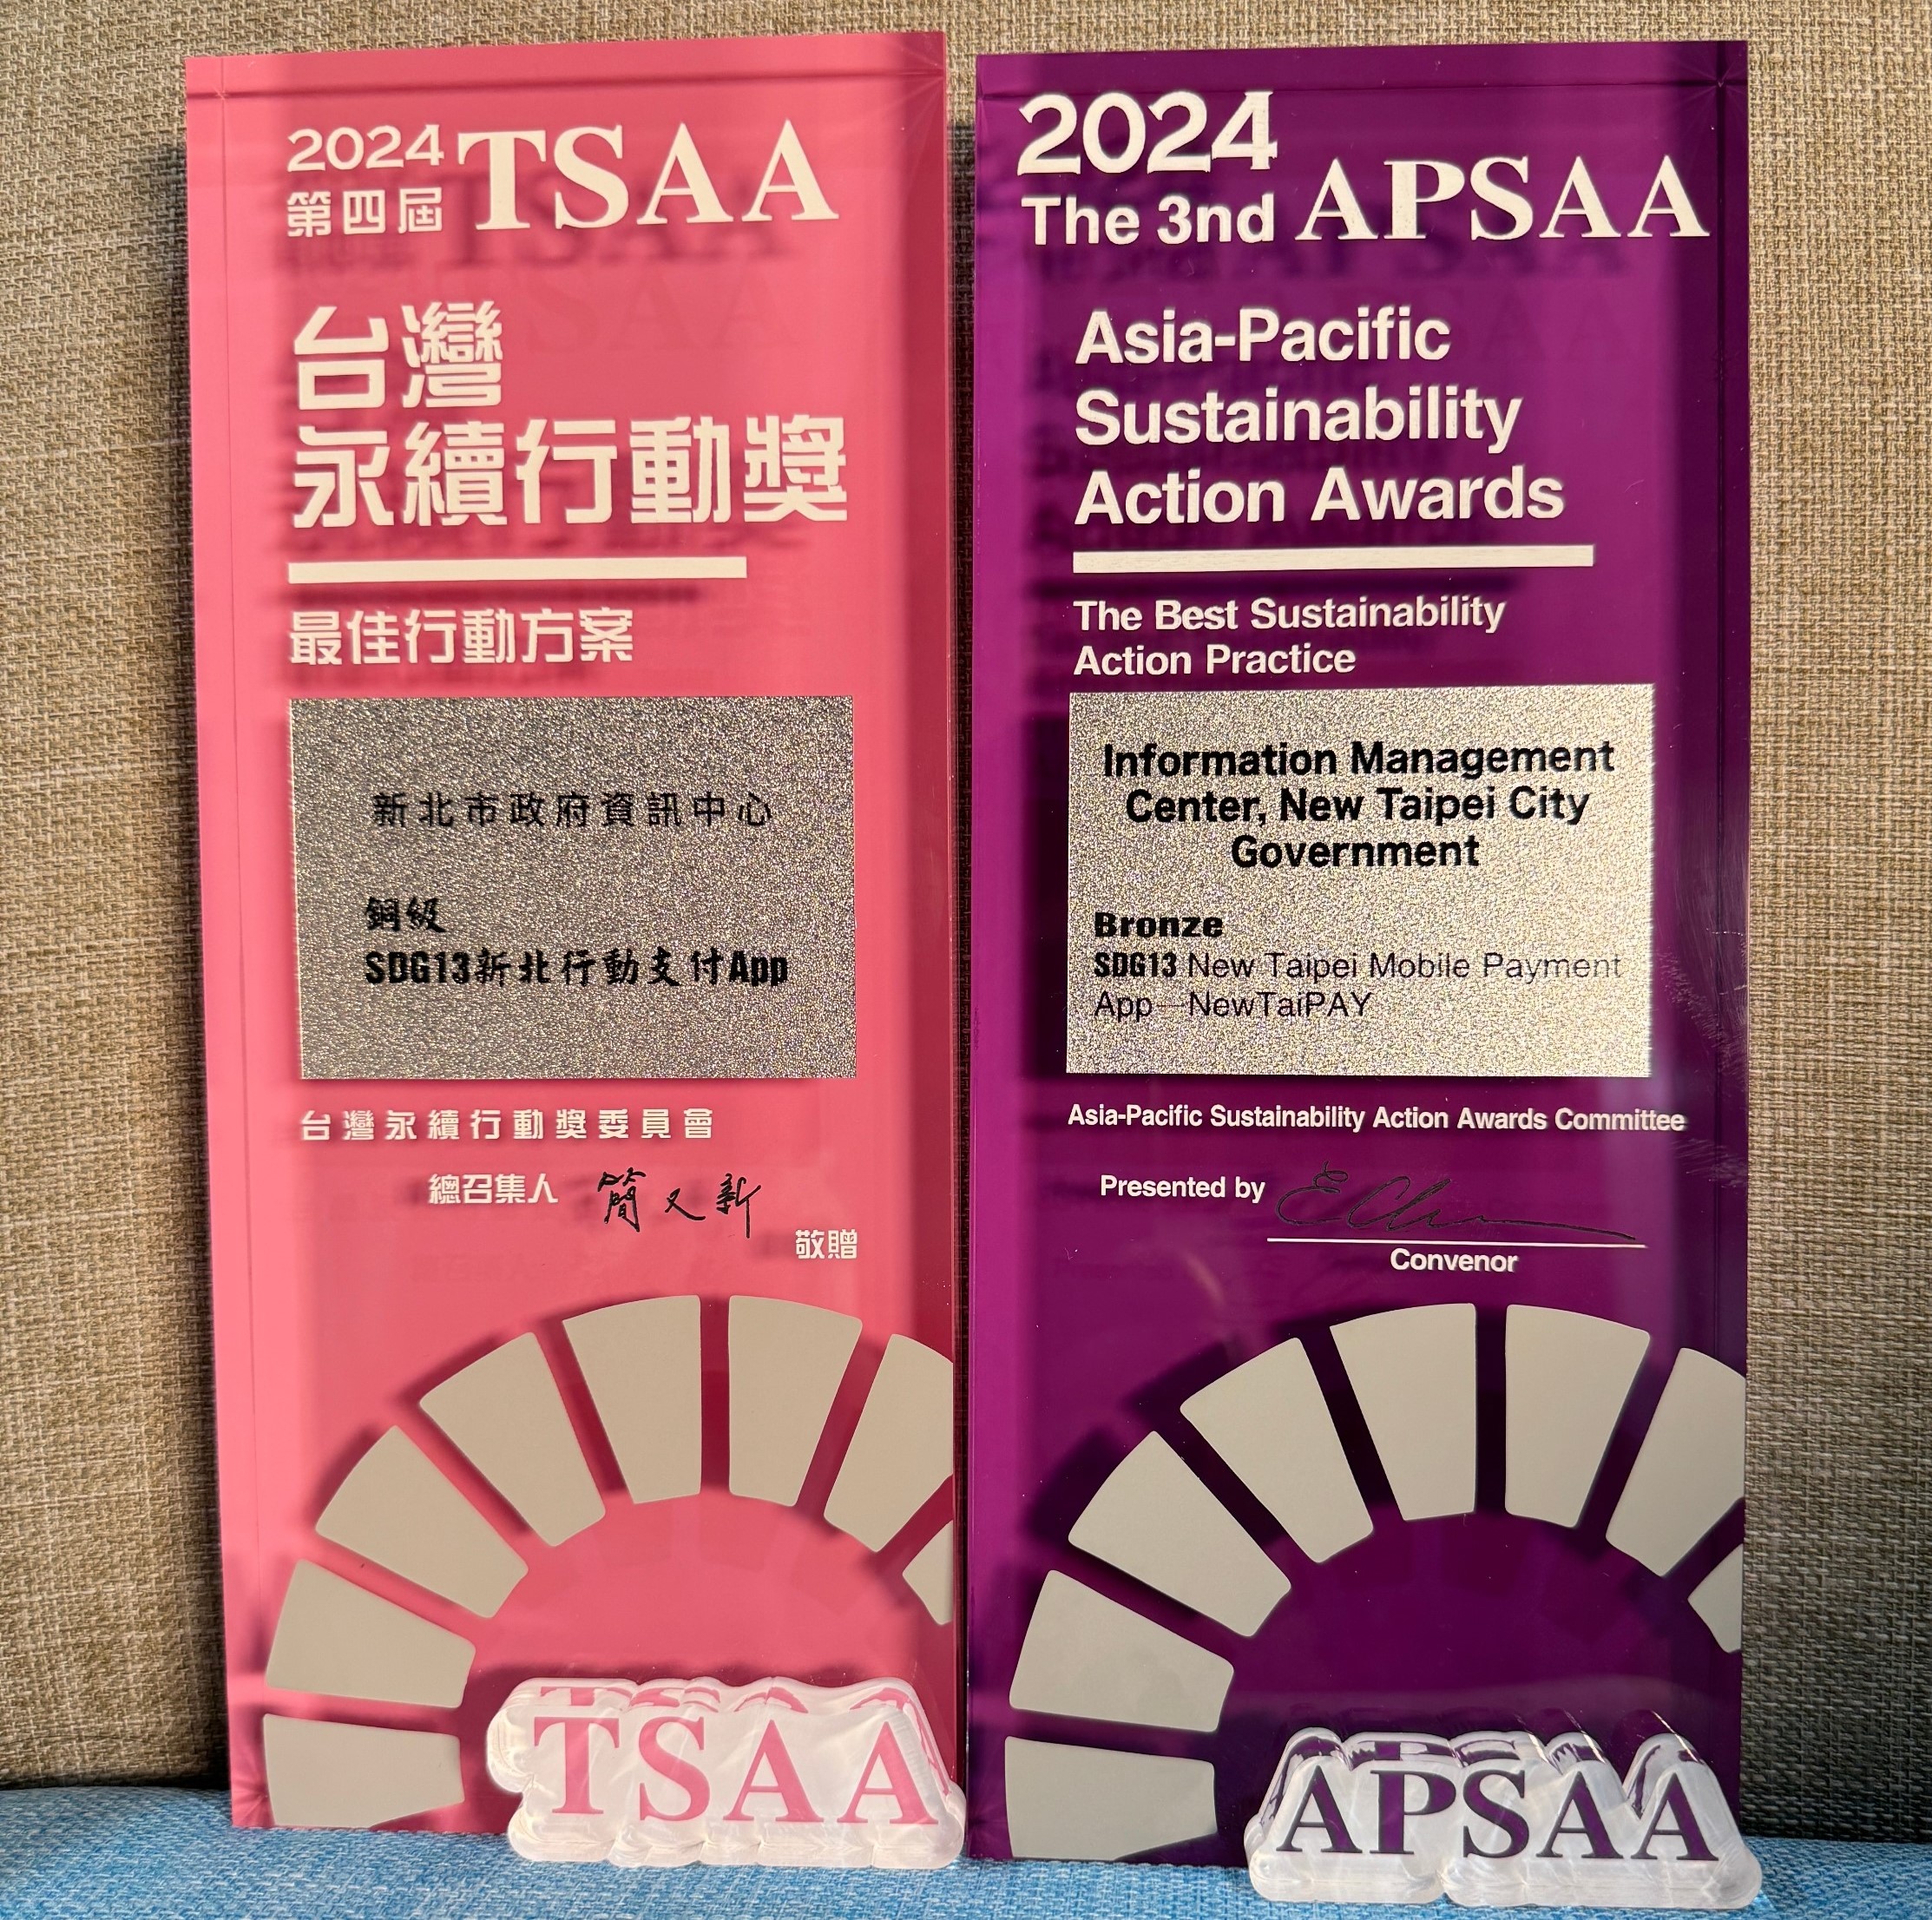 2024
第四屆 TSAA
台灣
永續行動獎
最佳行動方案
新北市政府資訊中心
銅級
SDG13新北行動支付App
台灣永續行動獎委員會
總召集人 簡又新
敬贈
TSAA
2024
The 3nd APSAA
Asia-Pacific
Sustainability
Action Awards
The Best Sustainability
Action Practice
Information Management
Center, New Taipei City
Government
Bronze
SDG13 New Taipei Mobile Payment
App—NewTaiPAY
Asia-Pacific Sustainability Action Awards Committee
Presented by
Convenor
APSAA